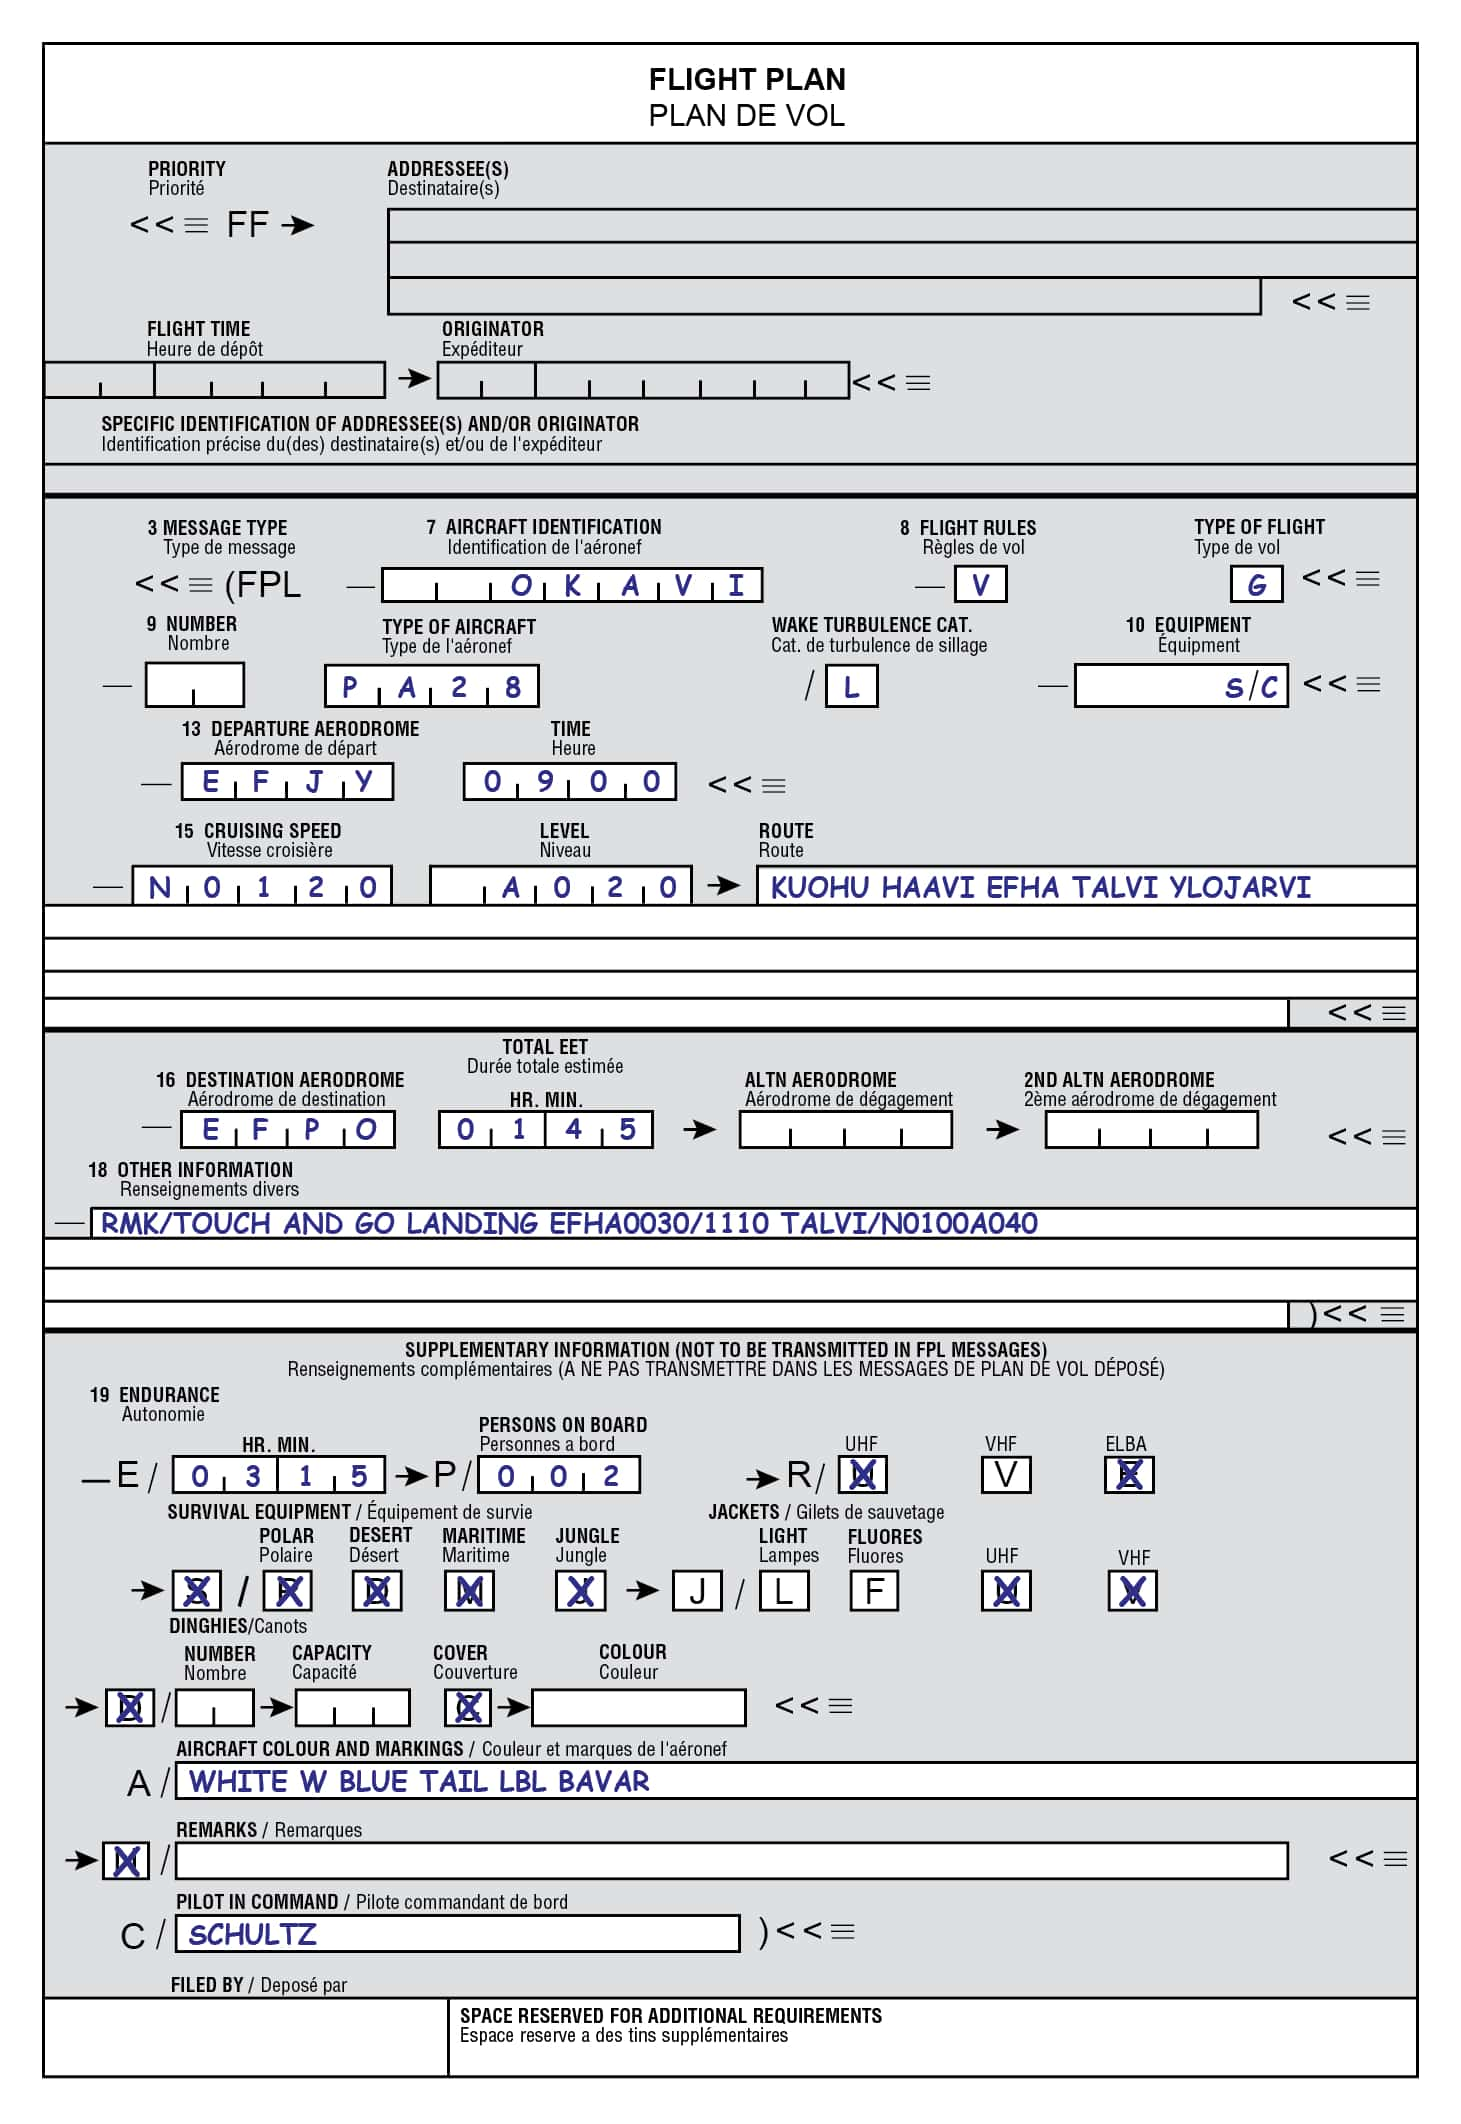 FLIGHT PLAN
PLAN DE VOL
PRIORITY ADDRESSEE(S)
Priorité Destinataire(s)
<<≡ FF →
<<≡
FLIGHT TIME ORIGINATOR
Heure de dépôt Expéditeur
→ <<≡
SPECIFIC IDENTIFICATION OF ADDRESSEE(S) AND/OR ORIGINATOR
Identification précise du(des) destinataire(s) et/ou de l'expéditeur
3 MESSAGE TYPE 7 AIRCRAFT IDENTIFICATION 8 FLIGHT RULES TYPE OF FLIGHT
Type de message Identification de l'aéronef Règles de vol Type de vol
<<≡ (FPL — OKAVI — V G <<≡
9 NUMBER TYPE OF AIRCRAFT WAKE TURBULENCE CAT. 10 EQUIPMENT
Nombre Type de l'aéronef Cat. de turbulence de sillage Équipment
— PA28 / L — S/C <<≡
13 DEPARTURE AERODROME TIME
Aérodrome de départ Heure
— EFJY 0900 <<≡
15 CRUISING SPEED LEVEL ROUTE
Vitesse croisière Niveau Route
— N0120 A020 → KUOHU HAAVI EFHA TALVI YLOJARVI
<<≡
TOTAL EET
Durée totale estimée
16 DESTINATION AERODROME HR. MIN. ALTN AERODROME 2ND ALTN AERODROME
Aérodrome de destination Aérodrome de dégagement 2ème aérodrome de dégagement
— EFPO 0145 → → <<≡
18 OTHER INFORMATION
Renseignements divers
— RMK/TOUCH AND GO LANDING EFHA0030/1110 TALVI/N0100A040
)<<≡
SUPPLEMENTARY INFORMATION (NOT TO BE TRANSMITTED IN FPL MESSAGES)
Renseignements complémentaires (A NE PAS TRANSMETTRE DANS LES MESSAGES DE PLAN DE VOL DÉPOSÉ)
19 ENDURANCE
Autonomie
HR. MIN. PERSONS ON BOARD
Personnes a bord UHF VHF ELBA
— E / 0315 → P/ 002 → R/ U V E
SURVIVAL EQUIPMENT / Équipement de survie JACKETS / Gilets de sauvetage
POLAR DESERT MARITIME JUNGLE LIGHT FLUORES
Polaire Désert Maritime Jungle Lampes Fluores UHF VHF
→ S / P D M J → J / L F U V
DINGHIES/Canots
NUMBER CAPACITY COVER COLOUR
Nombre Capacité Couverture Couleur
→ D / → C → <<≡
AIRCRAFT COLOUR AND MARKINGS / Couleur et marques de l'aéronef
A / WHITE W BLUE TAIL LBL BAVAR
REMARKS / Remarques
→ N / <<≡
PILOT IN COMMAND / Pilote commandant de bord
C / SCHULTZ )<<≡
FILED BY / Deposé par
SPACE RESERVED FOR ADDITIONAL REQUIREMENTS
Espace reserve a des tins supplémentaires